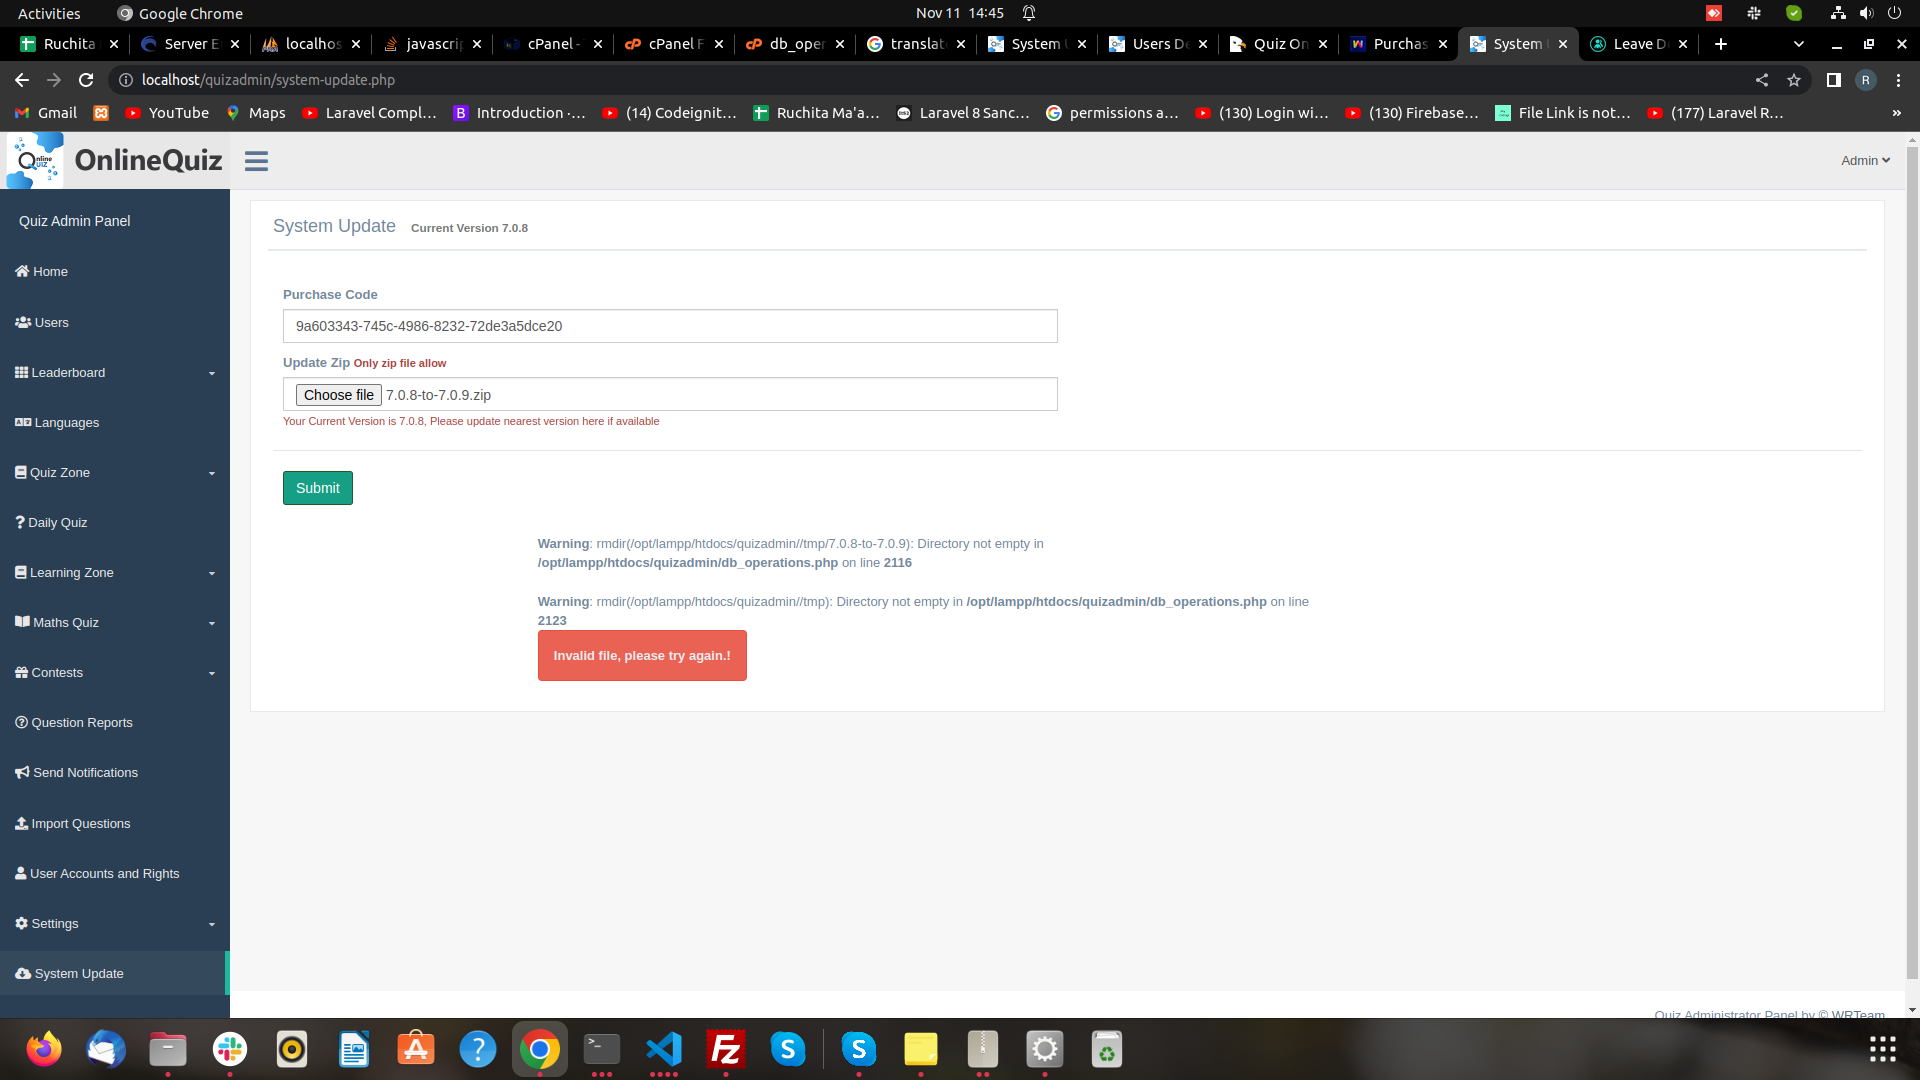 Activities
Google Chrome
Nov 11 14:45
Ruchita
Server E
localhos
javascrip
cPanel -
cPanel F
db_oper
translat
System U
Users De
Quiz On
Purchas
System
Leave D
localhost/quizadmin/system-update.php
R
Gmail
YouTube
Maps
Laravel Compl...
Introduction ·...
(14) Codeignit...
Ruchita Ma'a...
Laravel 8 Sanc...
permissions a...
(130) Login wi...
(130) Firebase...
File Link is not...
(177) Laravel R...
»
OnlineQuiz
Admin
Quiz Admin Panel
Home
Users
Leaderboard
Languages
Quiz Zone
Daily Quiz
Learning Zone
Maths Quiz
Contests
Question Reports
Send Notifications
Import Questions
User Accounts and Rights
Settings
System Update
System Update Current Version 7.0.8
Purchase Code
9a603343-745c-4986-8232-72de3a5dce20
Update Zip Only zip file allow
Choose file 7.0.8-to-7.0.9.zip
Your Current Version is 7.0.8, Please update nearest version here if available
Submit
Warning: rmdir(/opt/lampp/htdocs/quizadmin//tmp/7.0.8-to-7.0.9): Directory not empty in
/opt/lampp/htdocs/quizadmin/db_operations.php on line 2116
Warning: rmdir(/opt/lampp/htdocs/quizadmin//tmp): Directory not empty in /opt/lampp/htdocs/quizadmin/db_operations.php on line
2123
Invalid file, please try again.!
Quiz Administrator Panel by © WRTeam